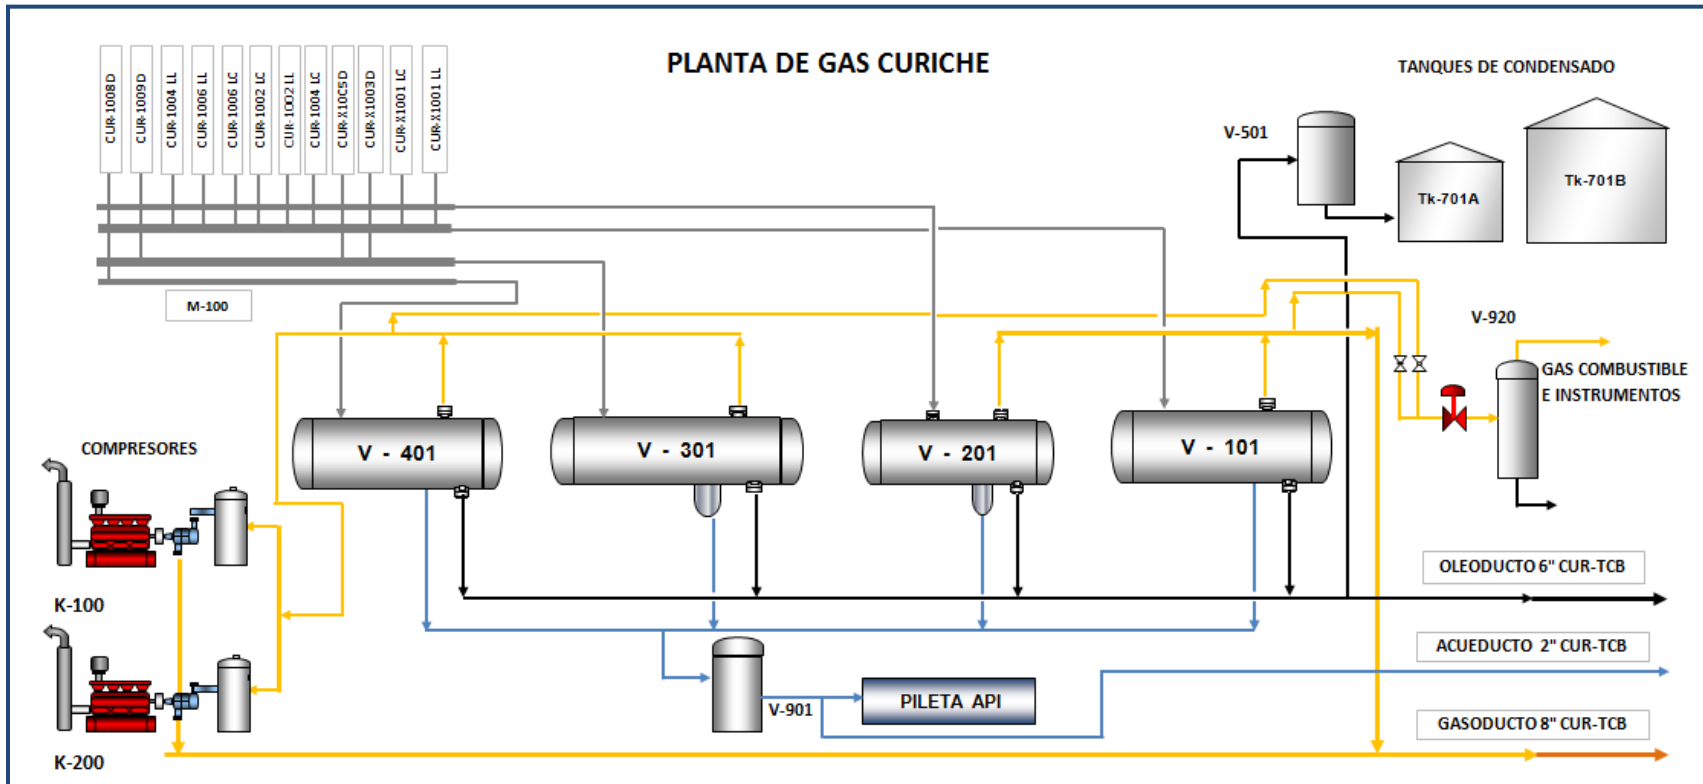 PLANTA DE GAS CURICHE
TANQUES DE CONDENSADO
CUR-1008D
CUR-1009D
CUR-1004 LL
CUR-1006 LL
CUR-1006 LC
CUR-1002 LC
CUR-1002 LL
CUR-1004 LC
CUR-X1005D
CUR-X1003D
CUR-X1001 LC
CUR-X1001 LL
V-501
Tk-701A
Tk-701B
M-100
V-920
GAS COMBUSTIBLE
E INSTRUMENTOS
COMPRESORES
V - 401
V - 301
V - 201
V - 101
K-100
OLEODUCTO 6" CUR-TCB
ACUEDUCTO 2" CUR-TCB
V-901
PILETA API
GASODUCTO 8" CUR-TCB
K-200